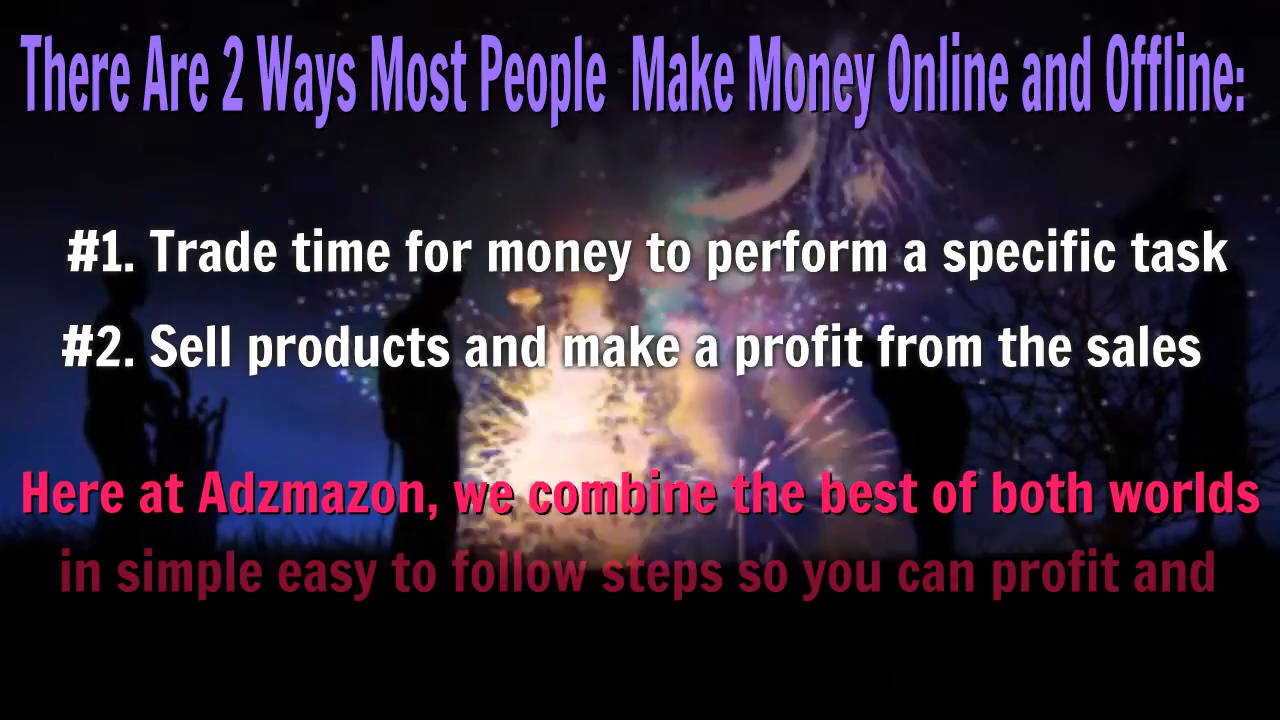 There Are 2 Ways Most People Make Money Online and Offline:
#1. Trade time for money to perform a specific task
#2. Sell products and make a profit from the sales
Here at Adzmazon, we combine the best of both worlds
in simple easy to follow steps so you can profit and